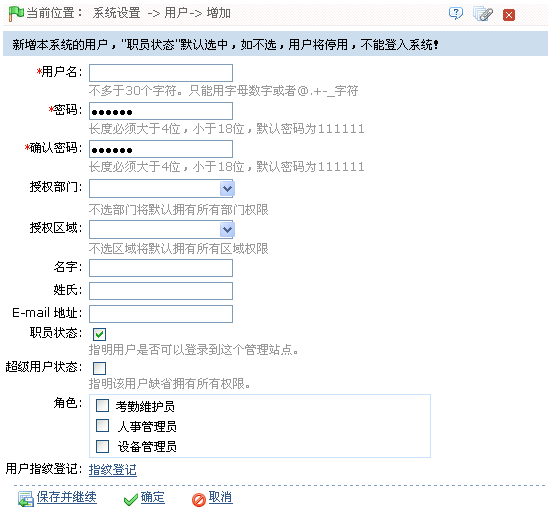 当前位置： 系统设置 -> 用户-> 增加
新增本系统的用户，"职员状态"默认选中，如不选，用户将停用，不能登入系统！
*用户名：
不多于30个字符。只能用字母数字或者@.+-_字符
*密码： ●●●●●●
长度必须大于4位，小于18位，默认密码为111111
*确认密码： ●●●●●●
长度必须大于4位，小于18位，默认密码为111111
授权部门：
不选部门将默认拥有所有部门权限
授权区域：
不选区域将默认拥有所有区域权限
名字：
姓氏：
E-mail 地址：
职员状态：
指明用户是否可以登录到这个管理站点。
超级用户状态：
指明该用户缺省拥有所有权限。
角色： 考勤维护员
人事管理员
设备管理员
用户指纹登记： 指纹登记
保存并继续 确定 取消